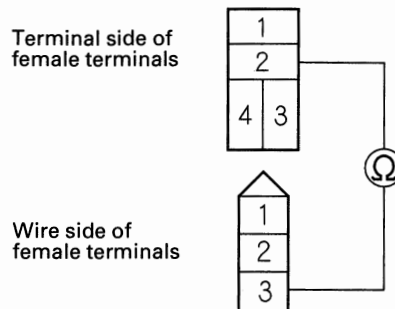 Terminal side of
female terminals
1
2
4 3
Ω
Wire side of
female terminals
1
2
3